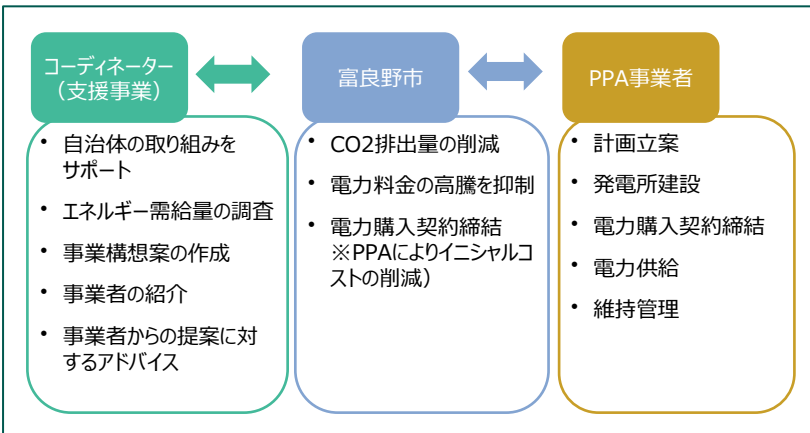 コーディネーター
（支援事業）
富良野市
PPA事業者
• 自治体の取り組みを
サポート
• エネルギー需給量の調査
• 事業構想案の作成
• 事業者の紹介
• 事業者からの提案に対
するアドバイス
• CO2排出量の削減
• 電力料金の高騰を抑制
• 電力購入契約締結
※PPAによりイニシャルコ
ストの削減）
• 計画立案
• 発電所建設
• 電力購入契約締結
• 電力供給
• 維持管理